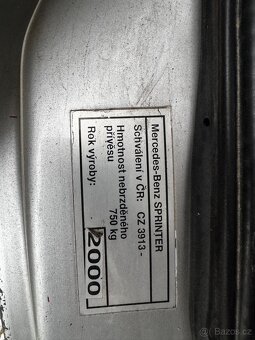 Mercedes-Benz SPRINTER
Schválení v ČR: CZ 3913-
Hmotnost nebrzděného
přívěsu 750 kg
Rok výroby: 2000
Bazos.cz